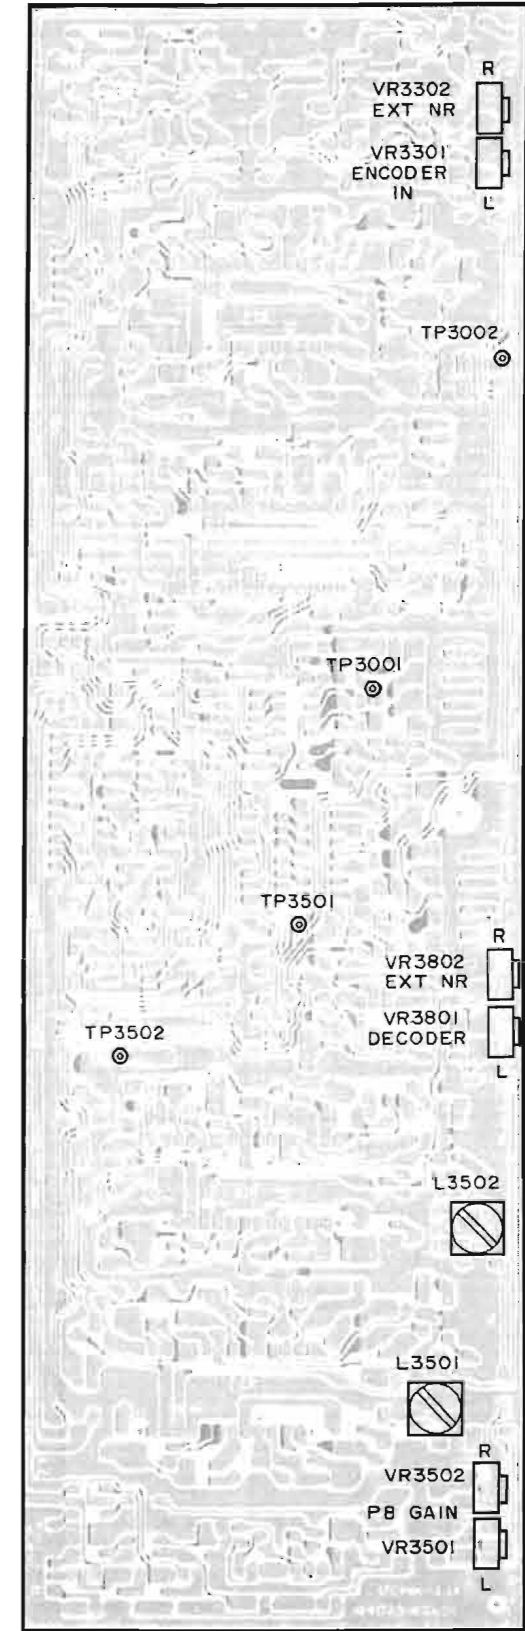 R
VR3302
EXT NR
VR3301
ENCODER
IN
L
TP3002
TP3001
TP3501
R
VR3802
EXT NR
VR3801
DECODER
L
TP3502
L3502
L3501
R
VR3502
PB GAIN
VR3501
L